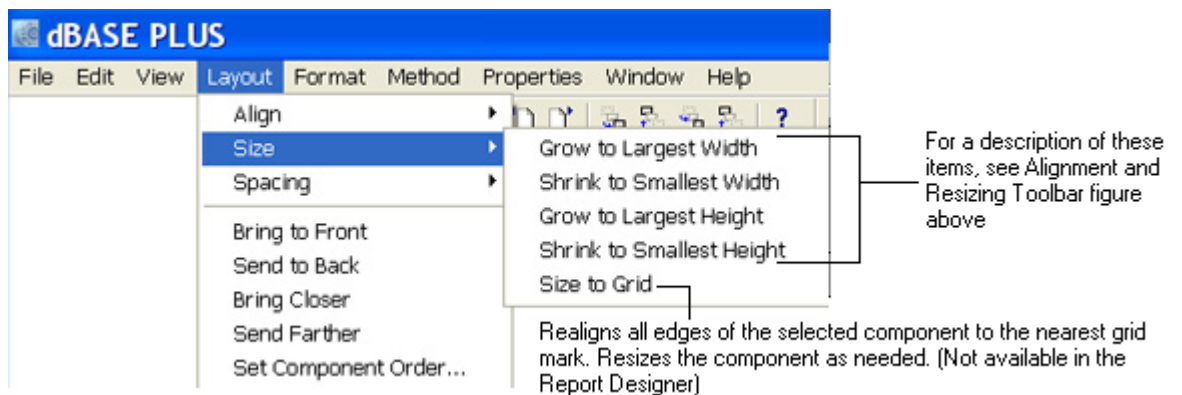 dBASE PLUS
File Edit View Layout Format Method Properties Window Help
Align
Size
Spacing
Bring to Front
Send to Back
Bring Closer
Send Farther
Set Component Order...
Grow to Largest Width
Shrink to Smallest Width
Grow to Largest Height
Shrink to Smallest Height
Size to Grid
For a description of these
items, see Alignment and
Resizing Toolbar figure
above
Realigns all edges of the selected component to the nearest grid
mark. Resizes the component as needed. (Not available in the
Report Designer)